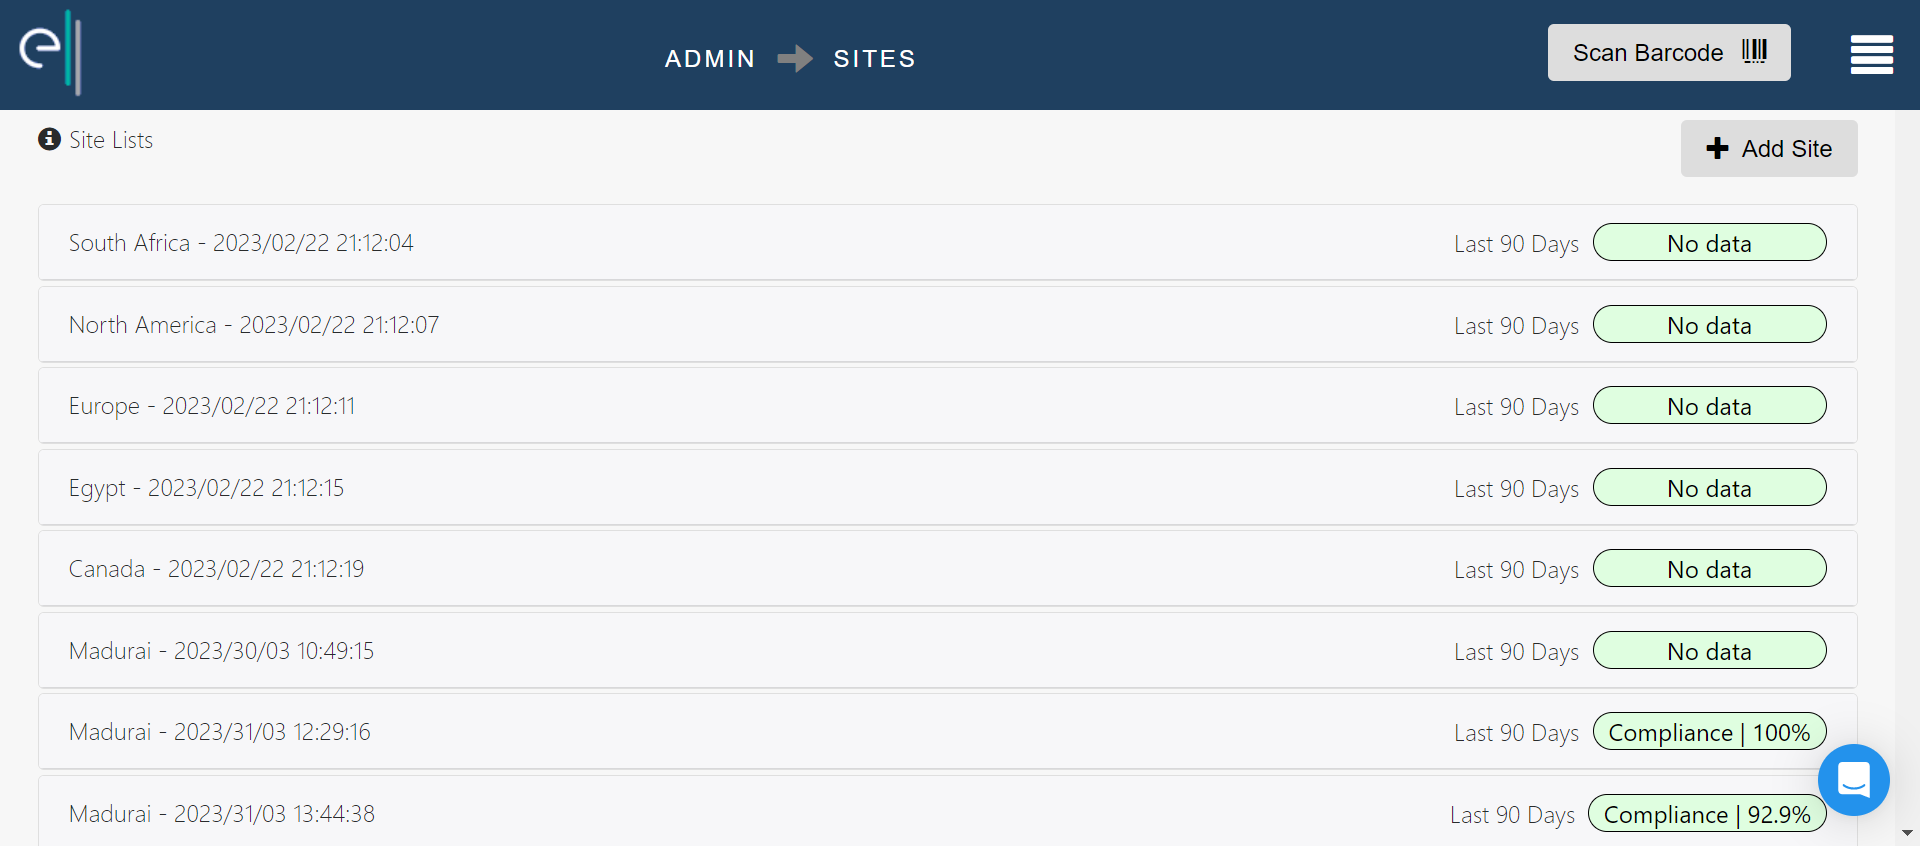 ell
ADMIN SITES
Scan Barcode
Site Lists
Add Site
South Africa - 2023/02/22 21:12:04 Last 90 Days No data
North America - 2023/02/22 21:12:07 Last 90 Days No data
Europe - 2023/02/22 21:12:11 Last 90 Days No data
Egypt - 2023/02/22 21:12:15 Last 90 Days No data
Canada - 2023/02/22 21:12:19 Last 90 Days No data
Madurai - 2023/30/03 10:49:15 Last 90 Days No data
Madurai - 2023/31/03 12:29:16 Last 90 Days Compliance | 100%
Madurai - 2023/31/03 13:44:38 Last 90 Days Compliance | 92.9%